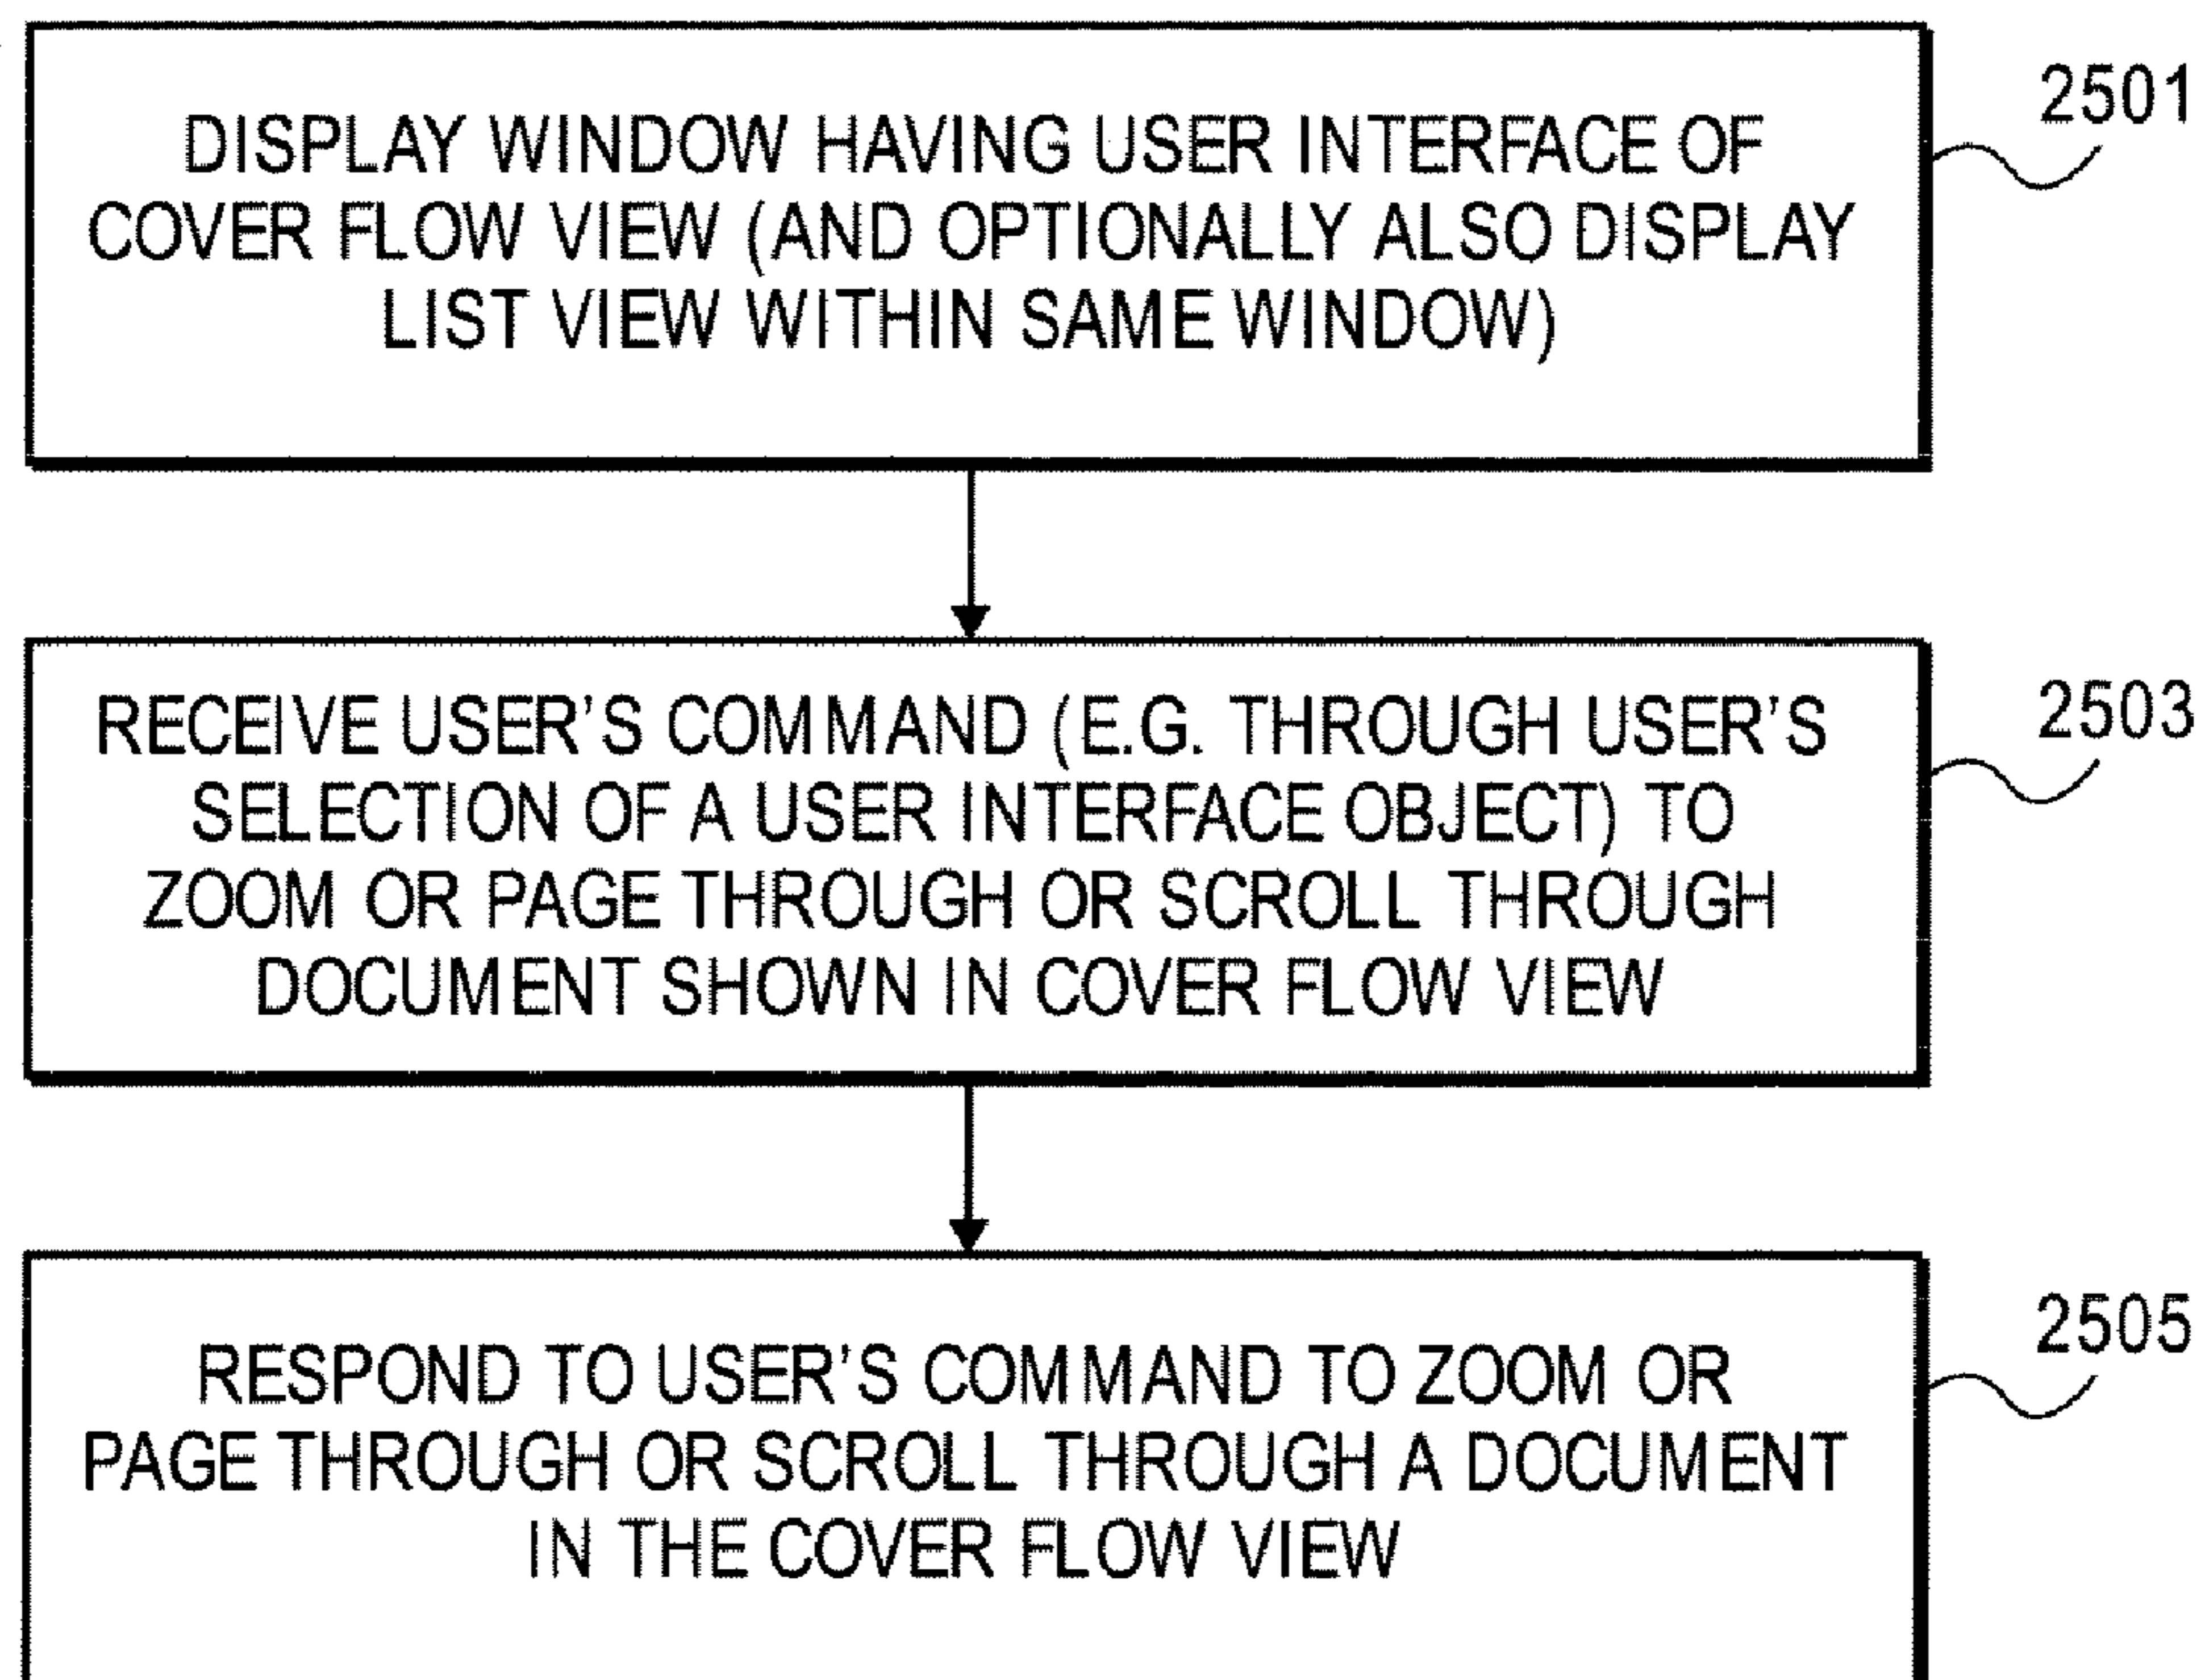 DISPLAY WINDOW HAVING USER INTERFACE OF
COVER FLOW VIEW (AND OPTIONALLY ALSO DISPLAY
LIST VIEW WITHIN SAME WINDOW)
2501
RECEIVE USER'S COMMAND (E.G. THROUGH USER'S
SELECTION OF A USER INTERFACE OBJECT) TO
ZOOM OR PAGE THROUGH OR SCROLL THROUGH
DOCUMENT SHOWN IN COVER FLOW VIEW
2503
RESPOND TO USER'S COMMAND TO ZOOM OR
PAGE THROUGH OR SCROLL THROUGH A DOCUMENT
IN THE COVER FLOW VIEW
2505